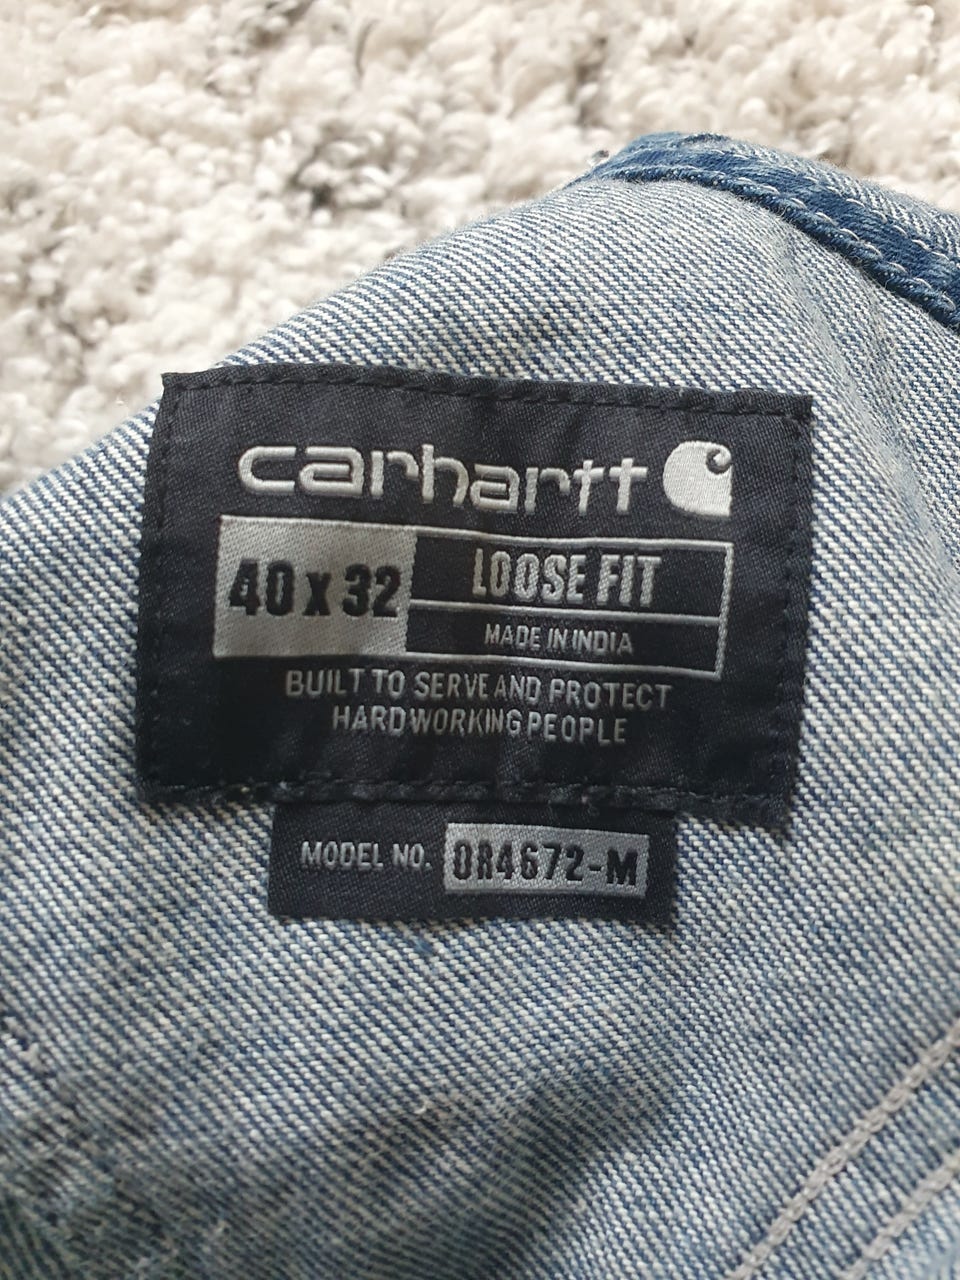 carhartt
40 x 32
LOOSE FIT
MADE IN INDIA
BUILT TO SERVE AND PROTECT
HARDWORKING PEOPLE
MODEL NO. OR4672-M